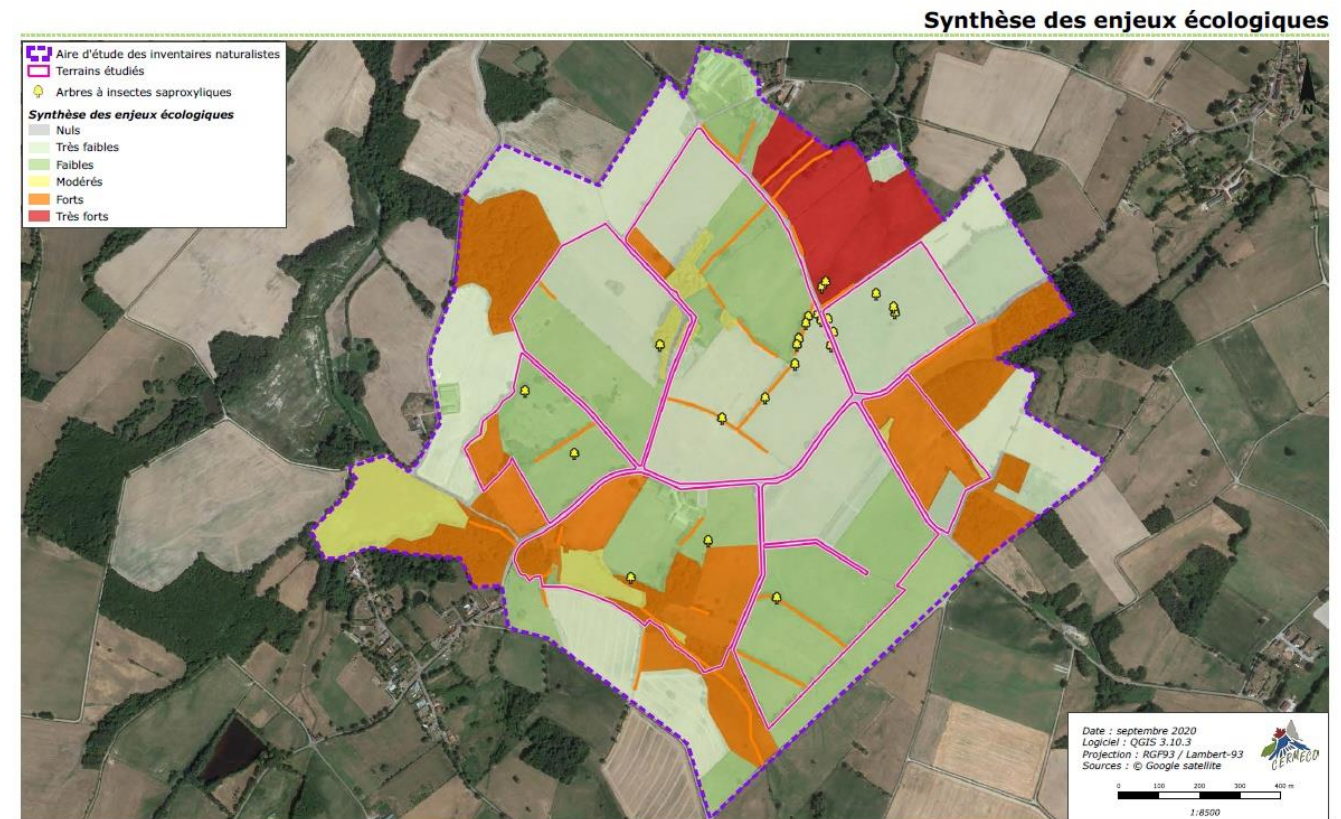 Synthèse des enjeux écologiques
Aire d'étude des inventaires naturalistes
Terrains étudiés
Arbres à insectes saproxyliques
Synthèse des enjeux écologiques
Nuls
Très faibles
Faibles
Modérés
Forts
Très forts
N
Date : septembre 2020
Logiciel : QGIS 3.10.3
Projection : RGF93 / Lambert-93
Sources : © Google satellite
CERMECO
0 100 200 300 400 m
1:8500